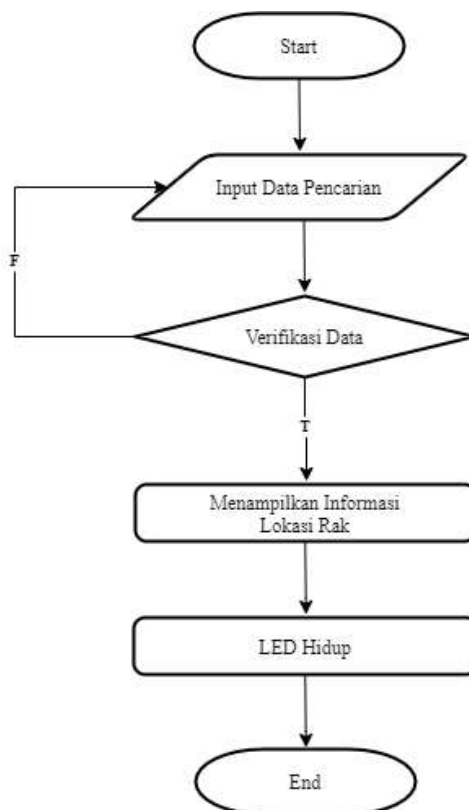 Start
Input Data Pencarian
F
Verifikasi Data
T
Menampilkan Informasi
Lokasi Rak
LED Hidup
End